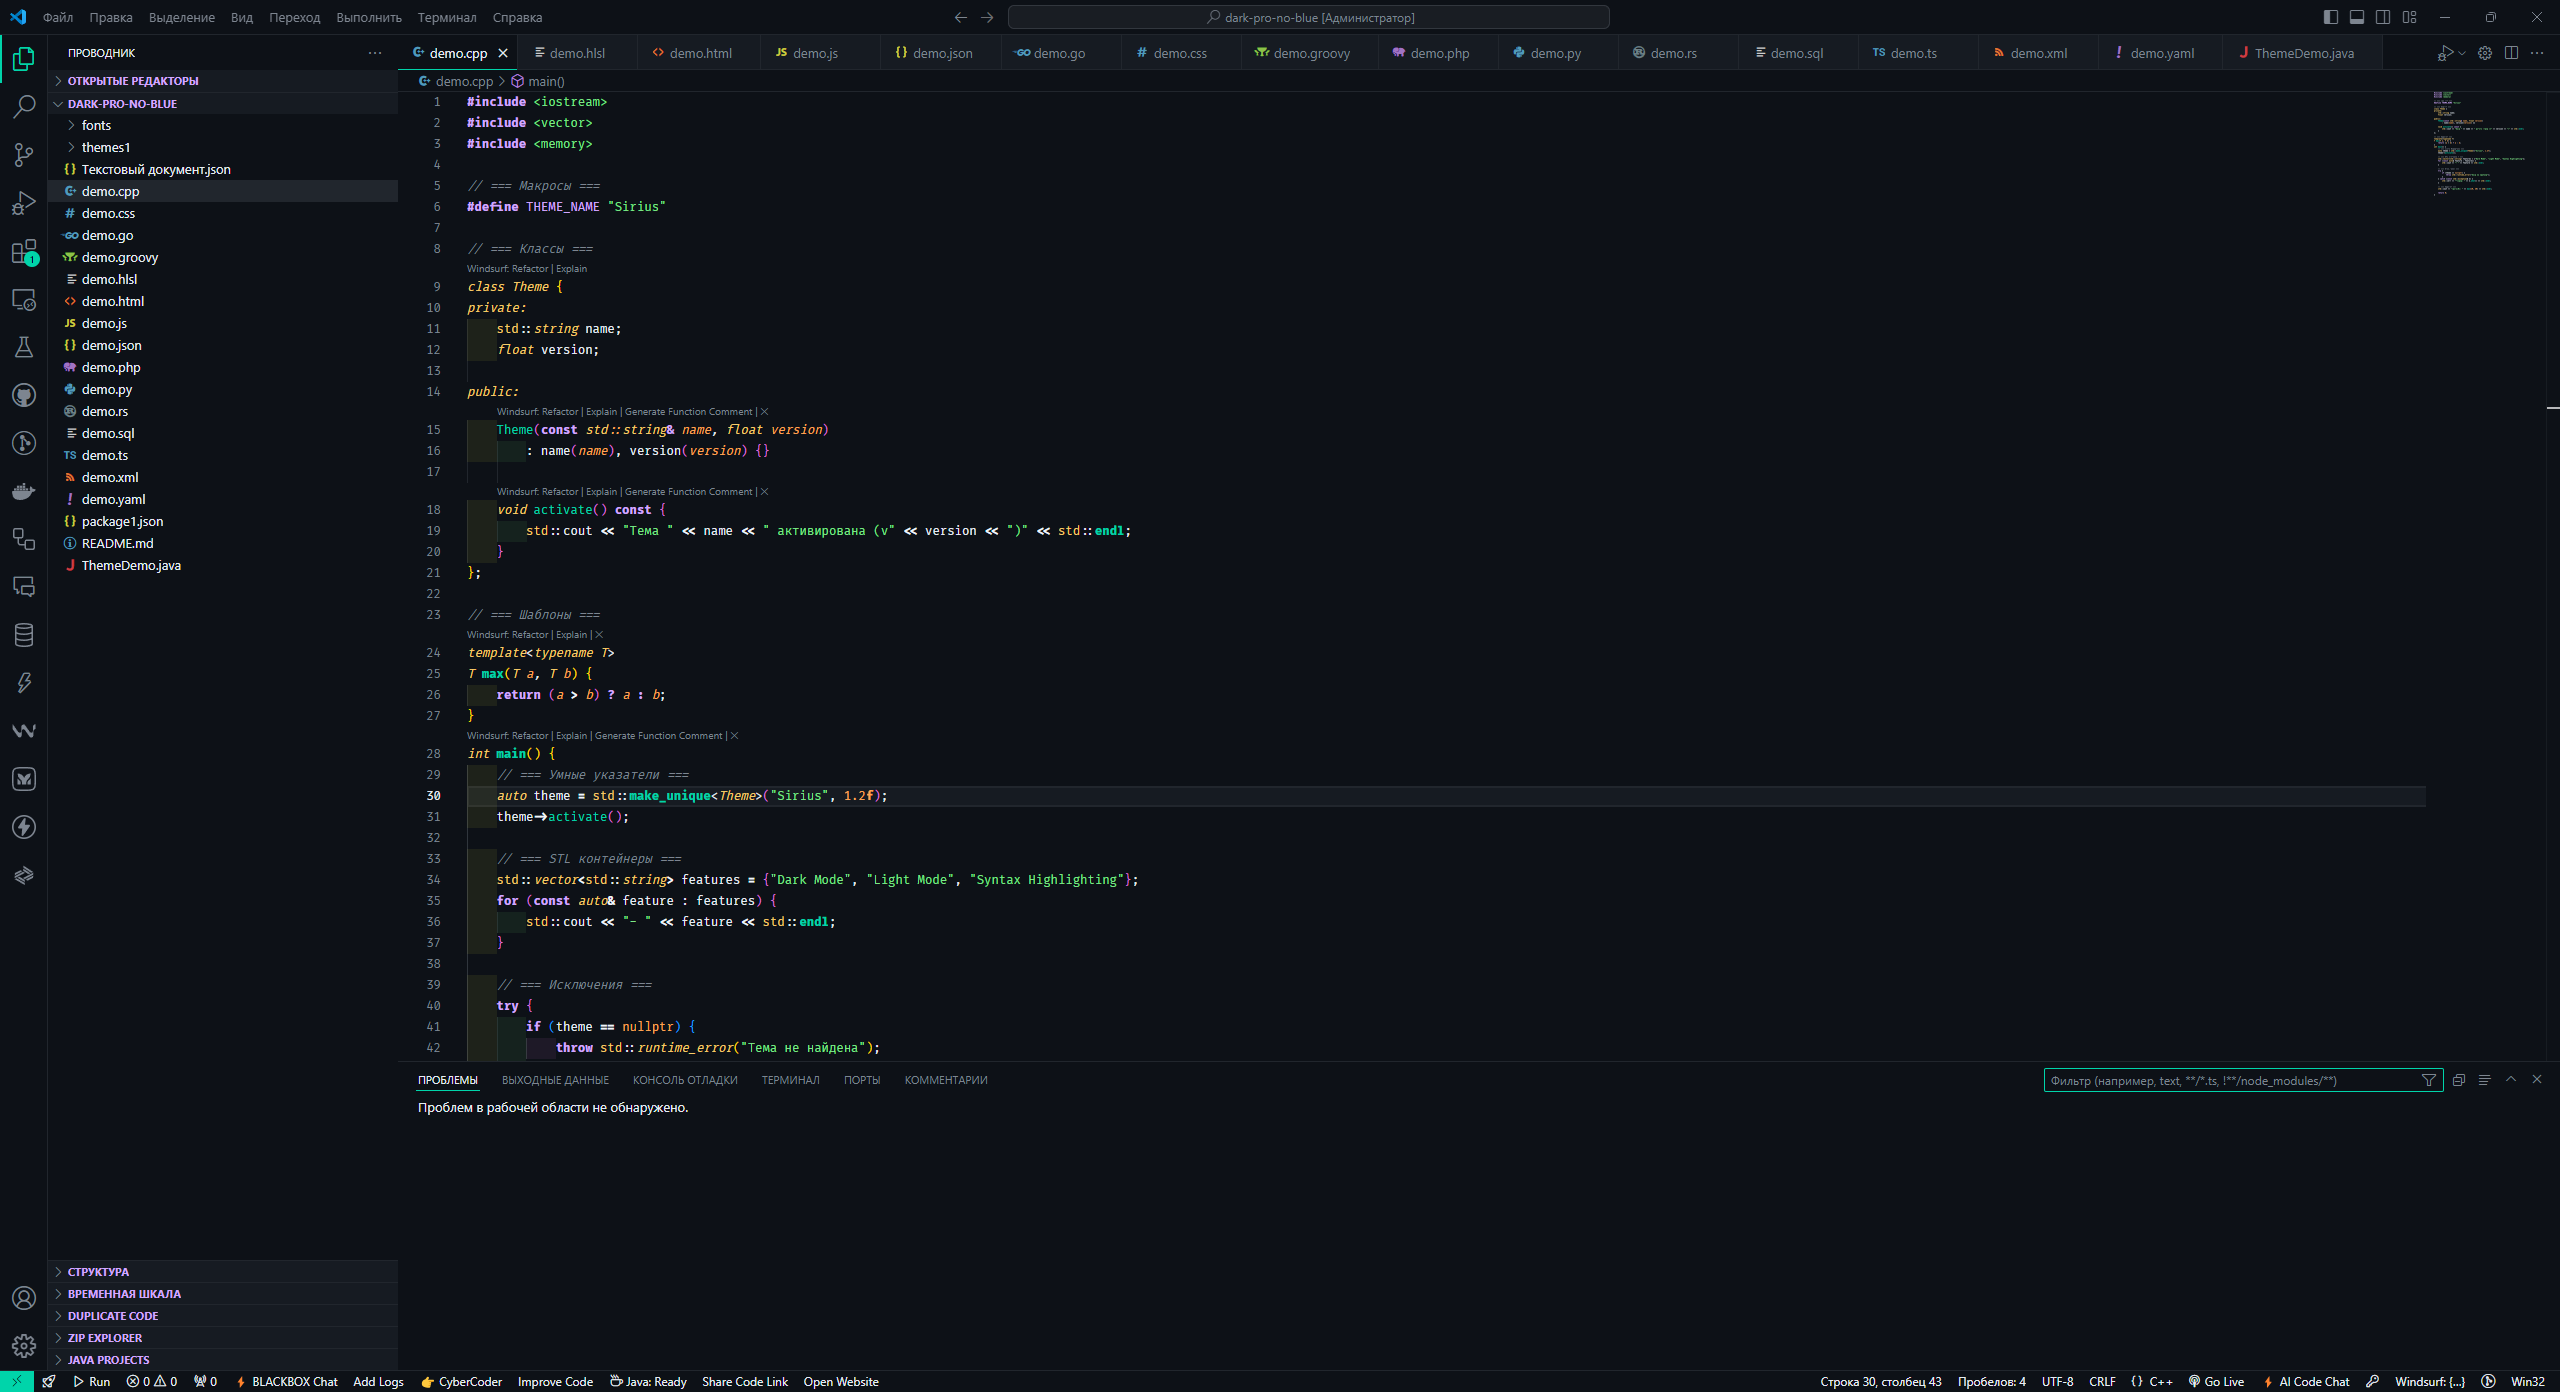 Файл Правка Выделение Вид Переход Выполнить Терминал Справка
dark-pro-no-blue [Администратор]
ПРОВОДНИК
ОТКРЫТЫЕ РЕДАКТОРЫ
DARK-PRO-NO-BLUE
fonts
themes1
Текстовый документ.json
demo.cpp
demo.css
demo.go
demo.groovy
demo.hlsl
demo.html
demo.js
demo.json
demo.php
demo.py
demo.rs
demo.sql
demo.ts
demo.xml
demo.yaml
package1.json
README.md
ThemeDemo.java
СТРУКТУРА
ВРЕМЕННАЯ ШКАЛА
DUPLICATE CODE
ZIP EXPLORER
JAVA PROJECTS
demo.cpp demo.hlsl demo.html demo.js demo.json demo.go demo.css demo.groovy demo.php demo.py demo.rs demo.sql demo.ts demo.xml demo.yaml ThemeDemo.java
demo.cpp > main()
1 #include <iostream>
2 #include <vector>
3 #include <memory>
4
5 // === Макросы ===
6 #define THEME_NAME "Sirius"
7
8 // === Классы ===
Windsurf: Refactor | Explain
9 class Theme {
10 private:
11 std::string name;
12 float version;
13
14 public:
Windsurf: Refactor | Explain | Generate Function Comment | X
15 Theme(const std::string& name, float version)
16 : name(name), version(version) {}
17
Windsurf: Refactor | Explain | Generate Function Comment | X
18 void activate() const {
19 std::cout << "Тема " << name << " активирована (v" << version << ")" << std::endl;
20 }
21 };
22
23 // === Шаблоны ===
Windsurf: Refactor | Explain | X
24 template<typename T>
25 T max(T a, T b) {
26 return (a > b) ? a : b;
27 }
Windsurf: Refactor | Explain | Generate Function Comment | X
28 int main() {
29 // === Умные указатели ===
30 auto theme = std::make_unique<Theme>("Sirius", 1.2f);
31 theme->activate();
32
33 // === STL контейнеры ===
34 std::vector<std::string> features = {"Dark Mode", "Light Mode", "Syntax Highlighting"};
35 for (const auto& feature : features) {
36 std::cout << "- " << feature << std::endl;
37 }
38
39 // === Исключения ===
40 try {
41 if (theme == nullptr) {
42 throw std::runtime_error("Тема не найдена");
ПРОБЛЕМЫ ВЫХОДНЫЕ ДАННЫЕ КОНСОЛЬ ОТЛАДКИ ТЕРМИНАЛ ПОРТЫ КОММЕНТАРИИ
Фильтр (например, text, **/*.ts, !**/node_modules/**)
Проблем в рабочей области не обнаружено.
Run 0 0 0 BLACKBOX Chat Add Logs CyberCoder Improve Code Java: Ready Share Code Link Open Website
Строка 30, столбец 43 Пробелов: 4 UTF-8 CRLF {} C++ Go Live AI Code Chat Windsurf: {...} Win32